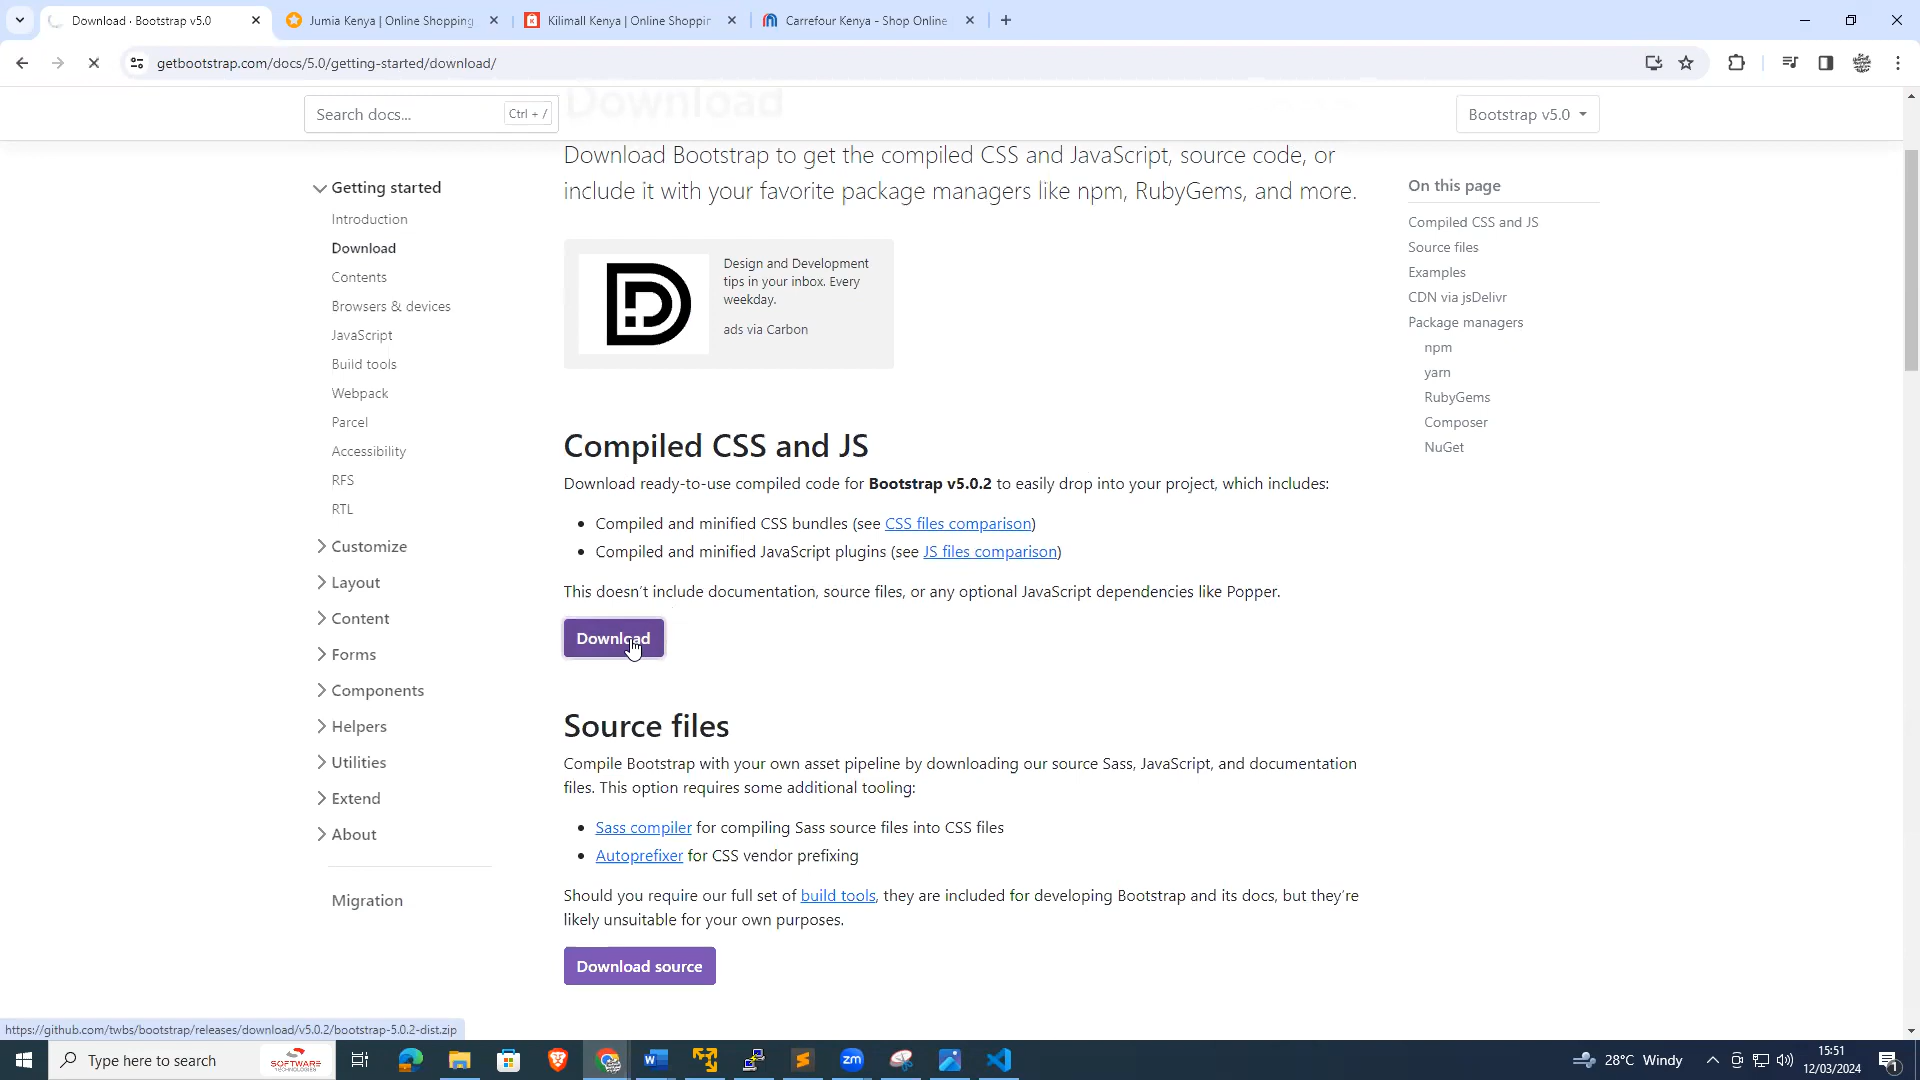 Download · Bootstrap v5.0
Jumia Kenya | Online Shopping
Kilimall Kenya | Online Shoppin
Carrefour Kenya - Shop Online
getbootstrap.com/docs/5.0/getting-started/download/
Search docs...
Ctrl + /
Download
Bootstrap v5.0
Download Bootstrap to get the compiled CSS and JavaScript, source code, or
include it with your favorite package managers like npm, RubyGems, and more.
Getting started
Introduction
Download
Contents
Browsers & devices
JavaScript
Build tools
Webpack
Parcel
Accessibility
RFS
RTL
Customize
Layout
Content
Forms
Components
Helpers
Utilities
Extend
About
Migration
Design and Development
tips in your inbox. Every
weekday.
ads via Carbon
Compiled CSS and JS
Download ready-to-use compiled code for Bootstrap v5.0.2 to easily drop into your project, which includes:
• Compiled and minified CSS bundles (see CSS files comparison)
• Compiled and minified JavaScript plugins (see JS files comparison)
This doesn't include documentation, source files, or any optional JavaScript dependencies like Popper.
Download
Source files
Compile Bootstrap with your own asset pipeline by downloading our source Sass, JavaScript, and documentation
files. This option requires some additional tooling:
• Sass compiler for compiling Sass source files into CSS files
• Autoprefixer for CSS vendor prefixing
Should you require our full set of build tools, they are included for developing Bootstrap and its docs, but they're
likely unsuitable for your own purposes.
Download source
On this page
Compiled CSS and JS
Source files
Examples
CDN via jsDelivr
Package managers
npm
yarn
RubyGems
Composer
NuGet
https://github.com/twbs/bootstrap/releases/download/v5.0.2/bootstrap-5.0.2-dist.zip
Type here to search
SOFTWARE
zm
28°C Windy
15:51
12/03/2024
1